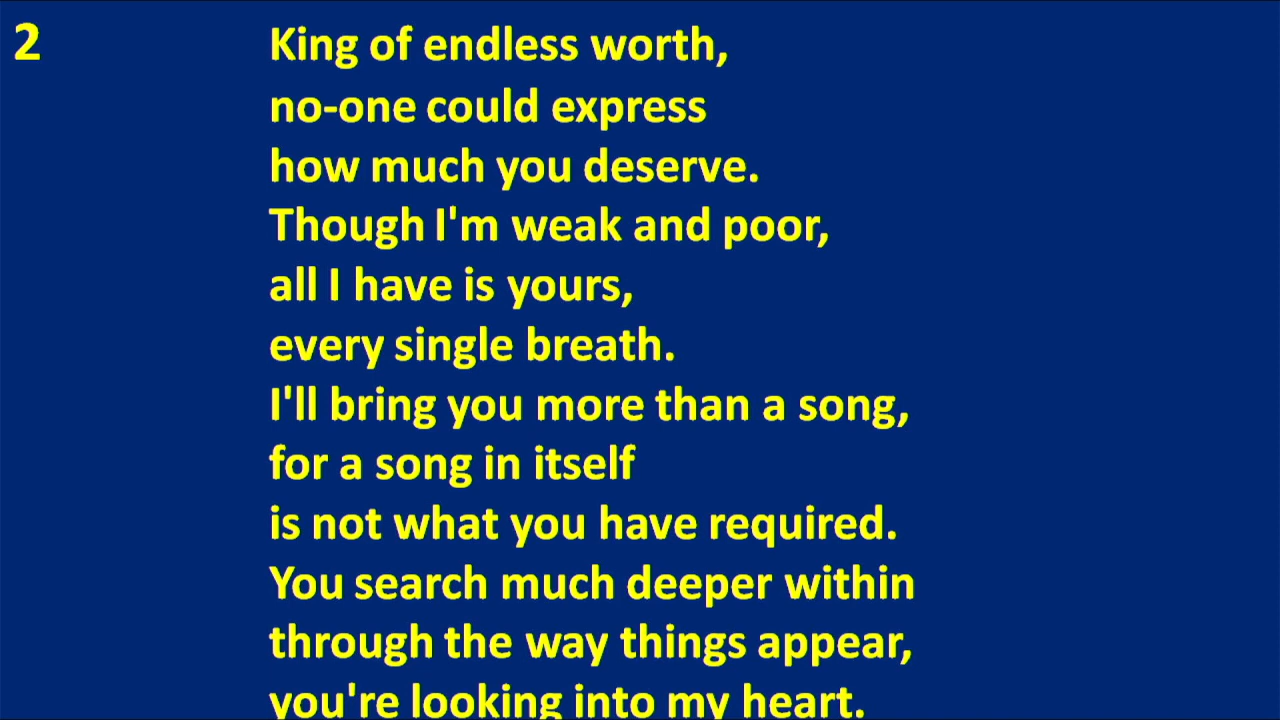 2
King of endless worth,
no-one could express
how much you deserve.
Though I'm weak and poor,
all I have is yours,
every single breath.
I'll bring you more than a song,
for a song in itself
is not what you have required.
You search much deeper within
through the way things appear,
you're looking into my heart.